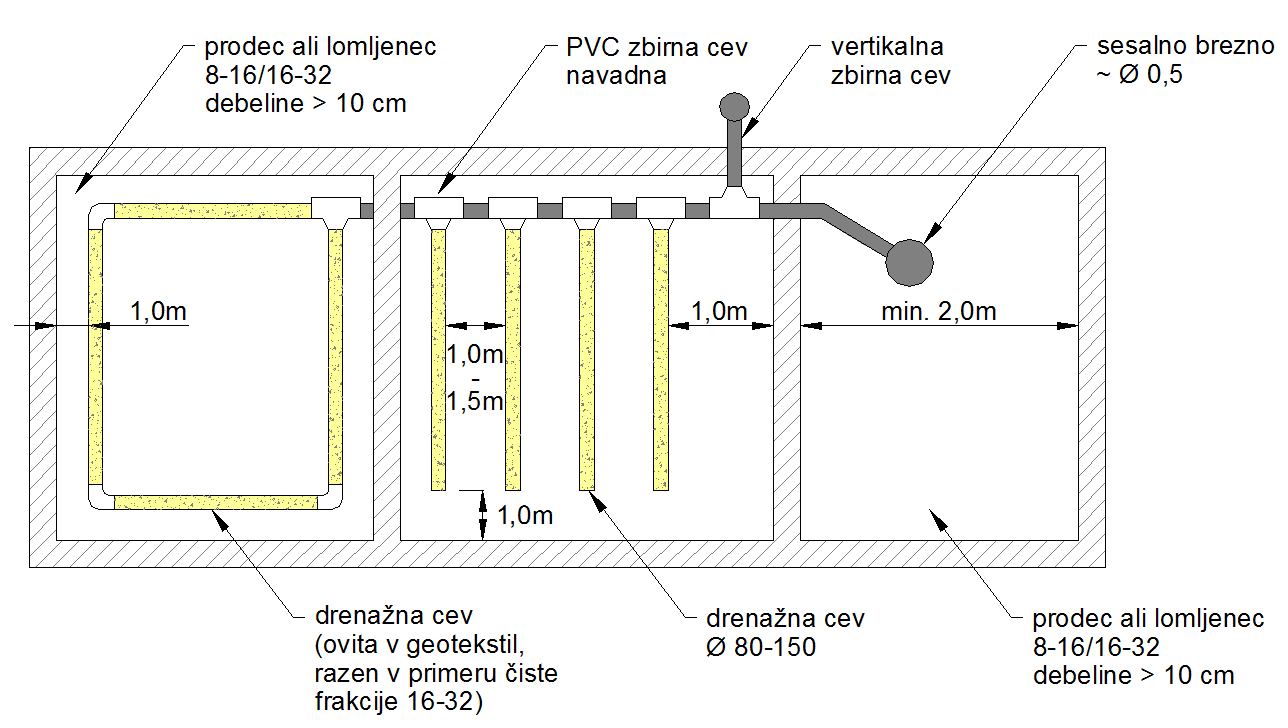 prodec ali lomljenec
8-16/16-32
debeline > 10 cm
PVC zbirna cev
navadna
vertikalna
zbirna cev
sesalno brezno
~ Ø 0,5
1,0m
1,0m
-
1,5m
1,0m
min. 2,0m
1,0m
drenažna cev
(ovita v geotekstil,
razen v primeru čiste
frakcije 16-32)
drenažna cev
Ø 80-150
prodec ali lomljenec
8-16/16-32
debeline > 10 cm